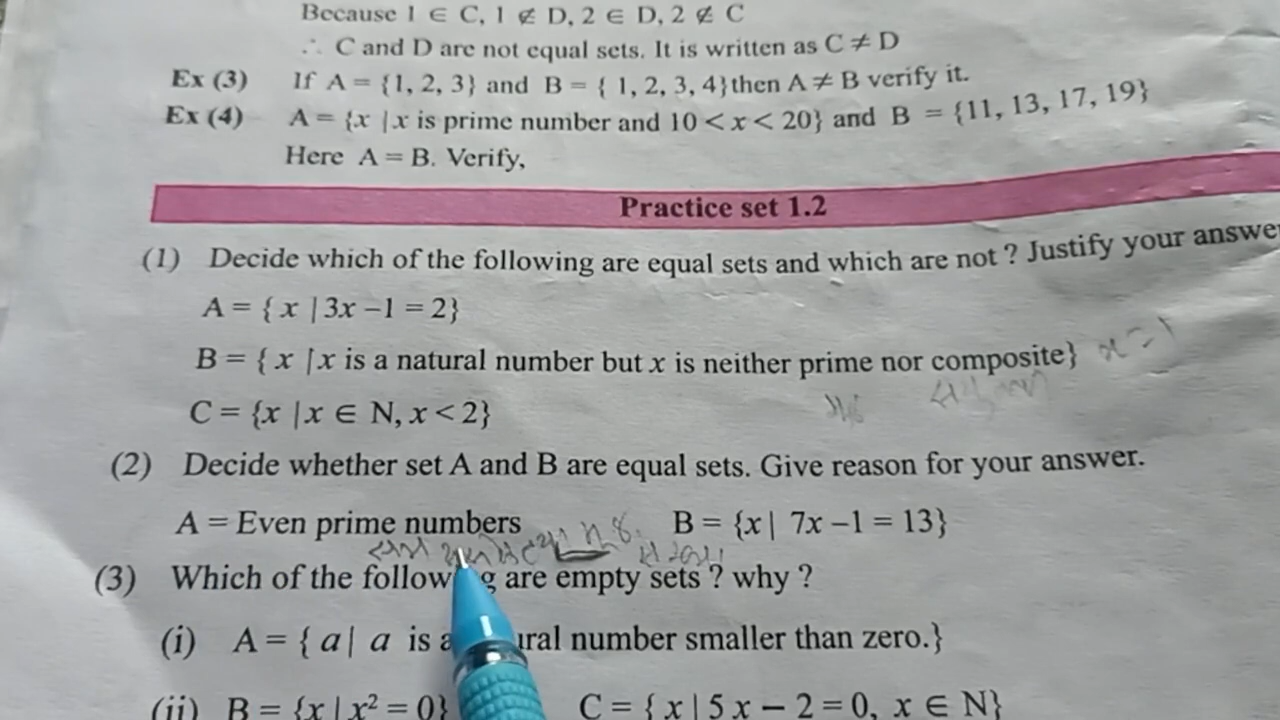 Because 1 ∈ C, 1 ∉ D, 2 ∈ D, 2 ∉ C
∴ C and D are not equal sets. It is written as C ≠ D
Ex (3) If A = {1, 2, 3} and B = { 1, 2, 3, 4}then A ≠ B verify it.
Ex (4) A = {x |x is prime number and 10 < x < 20} and B = {11, 13, 17, 19}
Here A = B. Verify,
Practice set 1.2
(1) Decide which of the following are equal sets and which are not ? Justify your
A = { x | 3x –1 = 2}
B = { x |x is a natural number but x is neither prime nor composite} x = 1
C = {x |x ∈ N, x < 2}
(2) Decide whether set A and B are equal sets. Give reason for your answer.
A = Even prime numbers B = {x | 7x –1 = 13}
(3) Which of the are empty sets ? why ?
(i) A = { a | a is number smaller than zero.}
(ii) B = {x | x² = 0} C = { x | 5 x – 2 = 0, x ∈ N}